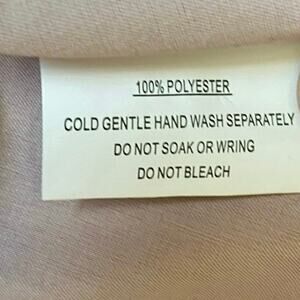 100% POLYESTER
COLD GENTLE HAND WASH SEPARATELY
DO NOT SOAK OR WRING
DO NOT BLEACH